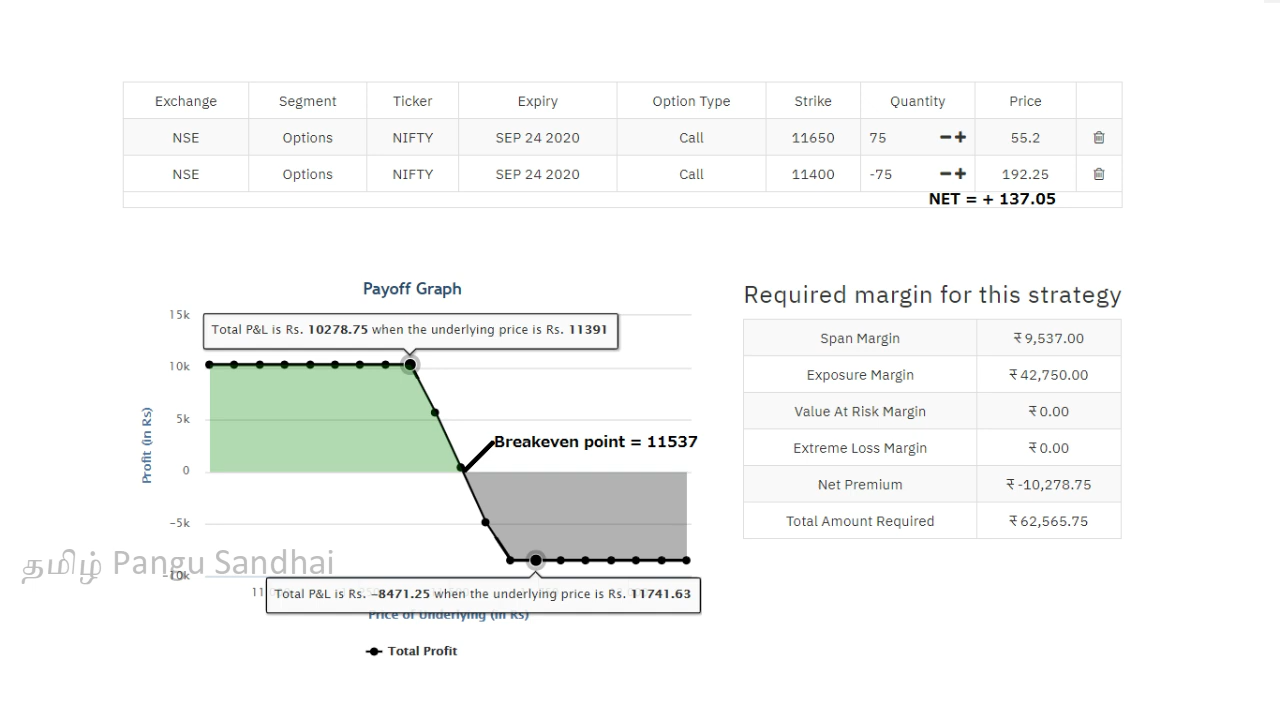 Exchange Segment Ticker Expiry Option Type Strike Quantity Price
NSE Options NIFTY SEP 24 2020 Call 11650 75 55.2
NSE Options NIFTY SEP 24 2020 Call 11400 -75 192.25
NET = + 137.05
Payoff Graph
15k
Total P&L is Rs. 10278.75 when the underlying price is Rs. 11391
10k
5k
Breakeven point = 11537
0
−5k
−10k
Profit (in Rs)
Total P&L is Rs. −8471.25 when the underlying price is Rs. 11741.63
Price of Underlying (in Rs)
Total Profit
Required margin for this strategy
Span Margin ₹ 9,537.00
Exposure Margin ₹ 42,750.00
Value At Risk Margin ₹ 0.00
Extreme Loss Margin ₹ 0.00
Net Premium ₹ -10,278.75
Total Amount Required ₹ 62,565.75
தமிழ் Pangu Sandhai